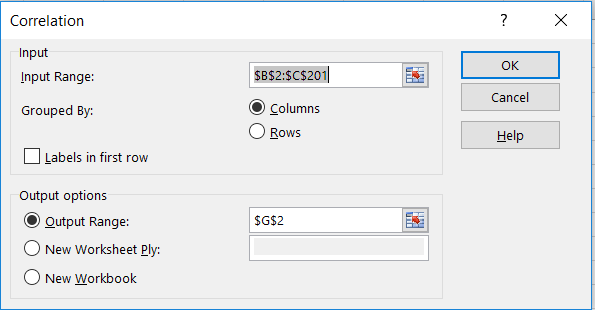 Correlation ?
Input
Input Range: $B$2:$C$201 OK
Grouped By: Columns Cancel
Rows Help
Labels in first row
Output options
Output Range: $G$2
New Worksheet Ply:
New Workbook